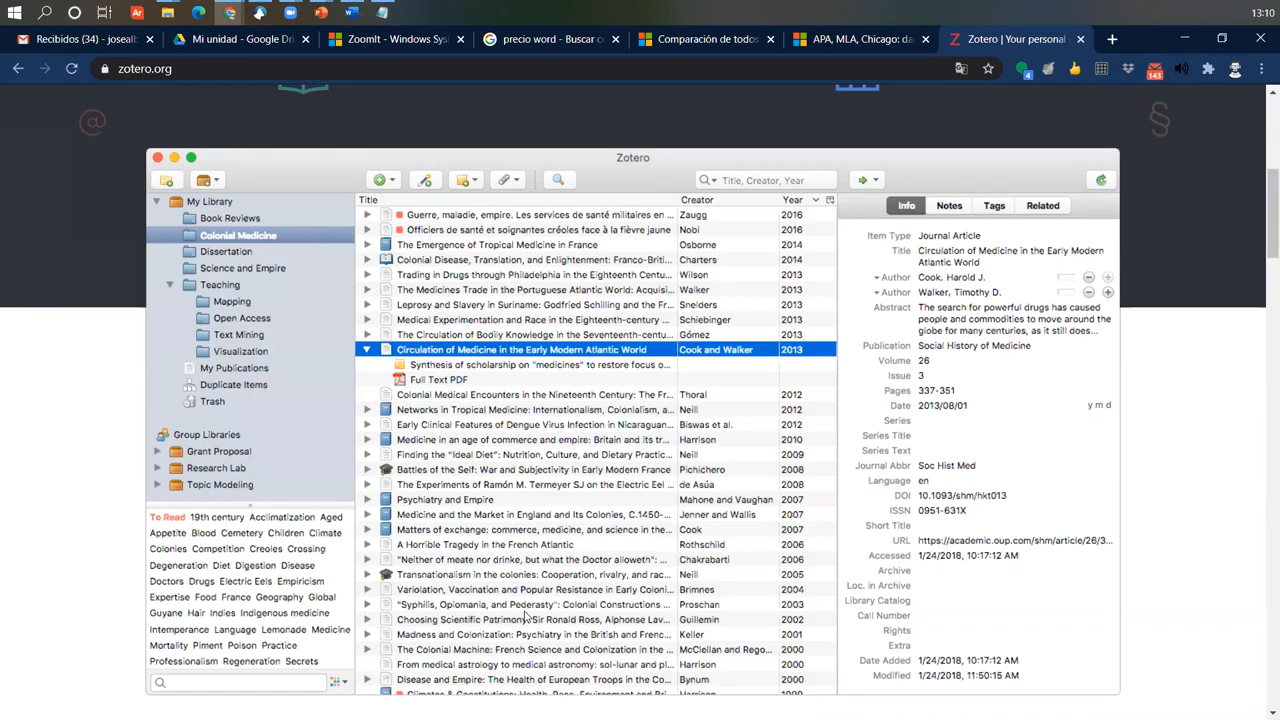 13:10
Recibidos (34) - josealb
Mi unidad - Google Dri
ZoomIt - Windows Sys
precio word - Buscar co
Comparación de todos
APA, MLA, Chicago: da
Zotero | Your personal
zotero.org
4
143
@
§
Zotero
Title, Creator, Year
My Library
Book Reviews
Colonial Medicine
Dissertation
Science and Empire
Teaching
Mapping
Open Access
Text Mining
Visualization
My Publications
Duplicate Items
Trash
Group Libraries
Grant Proposal
Research Lab
Topic Modeling
To Read 19th century Acclimatization Aged
Appetite Blood Cemetery Children Climate
Colonies Competition Creoles Crossing
Degeneration Diet Digestion Disease
Doctors Drugs Electric Eels Empiricism
Expertise Food France Geography Global
Guyane Hair Indies Indigenous medicine
Intemperance Language Lemonade Medicine
Mortality Piment Poison Practice
Professionalism Regeneration Secrets
Title Creator Year
Guerre, maladie, empire. Les services de santé militaires en ... Zaugg 2016
Officiers de santé et soignantes créoles face à la fièvre jaune Nobi 2016
The Emergence of Tropical Medicine in France Osborne 2014
Colonial Disease, Translation, and Enlightenment: Franco-Briti... Charters 2014
Trading in Drugs through Philadelphia in the Eighteenth Centu... Wilson 2013
The Medicines Trade in the Portuguese Atlantic World: Acquisi... Walker 2013
Leprosy and Slavery in Suriname: Godfried Schilling and the Fr... Snelders 2013
Medical Experimentation and Race in the Eighteenth-century ... Schiebinger 2013
The Circulation of Bodily Knowledge in the Seventeenth-centu... Gómez 2013
Circulation of Medicine in the Early Modern Atlantic World Cook and Walker 2013
Synthesis of scholarship on "medicines" to restore focus o...
Full Text PDF
Colonial Medical Encounters in the Nineteenth Century: The Fr... Thoral 2012
Networks in Tropical Medicine: Internationalism, Colonialism, a... Neill 2012
Early Clinical Features of Dengue Virus Infection in Nicaraguan... Biswas et al. 2012
Medicine in an age of commerce and empire: Britain and its tr... Harrison 2010
Finding the "Ideal Diet": Nutrition, Culture, and Dietary Practic... Neill 2009
Battles of the Self: War and Subjectivity in Early Modern France Pichichero 2008
The Experiments of Ramón M. Termeyer SJ on the Electric Eel ... de Asúa 2008
Psychiatry and Empire Mahone and Vaughan 2007
Medicine and the Market in England and Its Colonies, C.1450-... Jenner and Wallis 2007
Matters of exchange: commerce, medicine, and science in the... Cook 2007
A Horrible Tragedy in the French Atlantic Rothschild 2006
"Neither of meate nor drinke, but what the Doctor alloweth": ... Chakrabarti 2006
Transnationalism in the colonies: Cooperation, rivalry, and rac... Neill 2005
Variolation, Vaccination and Popular Resistance in Early Coloni... Brimnes 2004
"Syphilis, Opiomania, and Pederasty": Colonial Constructions ... Proschan 2003
Choosing Scientific Patrimony: Sir Ronald Ross, Alphonse Lav... Guillemin 2002
Madness and Colonization: Psychiatry in the British and Frenc... Keller 2001
The Colonial Machine: French Science and Colonization in the ... McClellan and Rego... 2000
From medical astrology to medical astronomy: sol-lunar and pl... Harrison 2000
Disease and Empire: The Health of European Troops in the Co... Bynum 2000
Climates & Constitutions: Health, Race, Environment and Bri... Harrison 1999
Info Notes Tags Related
Item Type Journal Article
Title Circulation of Medicine in the Early Modern
Atlantic World
Author Cook, Harold J.
Author Walker, Timothy D.
Abstract The search for powerful drugs has caused
people and commodities to move around the
globe for many centuries, as it still does...
Publication Social History of Medicine
Volume 26
Issue 3
Pages 337-351
Date 2013/08/01 y m d
Series
Series Title
Series Text
Journal Abbr Soc Hist Med
Language en
DOI 10.1093/shm/hkt013
ISSN 0951-631X
Short Title
URL https://academic.oup.com/shm/article/26/3...
Accessed 1/24/2018, 10:17:12 AM
Archive
Loc. in Archive
Library Catalog
Call Number
Rights
Extra
Date Added 1/24/2018, 10:17:12 AM
Modified 1/24/2018, 11:50:15 AM